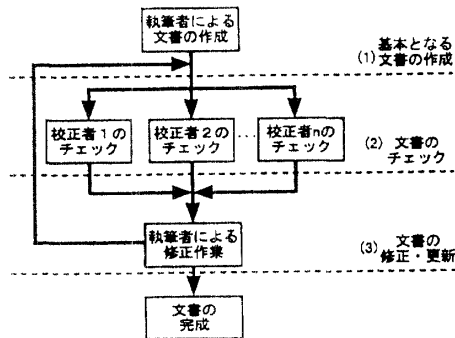 執筆者による
文書の作成
(1) 基本となる
文書の作成
校正者1の
チェック
校正者2の
チェック
...
校正者nの
チェック
(2) 文書の
チェック
執筆者による
修正作業
(3) 文書の
修正・更新
文書の
完成